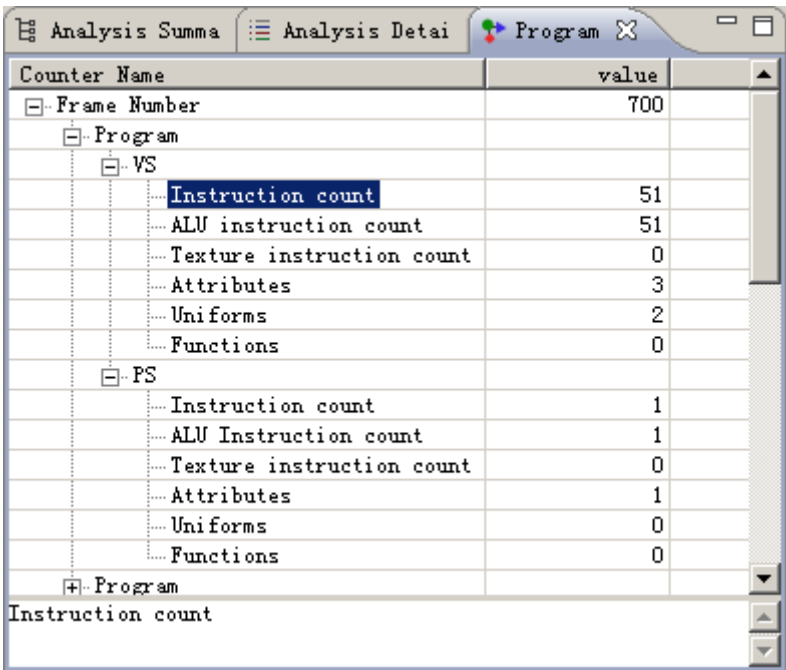 Analysis Summa Analysis Detai Program
Counter Name value
Frame Number 700
Program
VS
Instruction count 51
ALU instruction count 51
Texture instruction count 0
Attributes 3
Uniforms 2
Functions 0
PS
Instruction count 1
ALU Instruction count 1
Texture instruction count 0
Attributes 1
Uniforms 0
Functions 0
Program
Instruction count